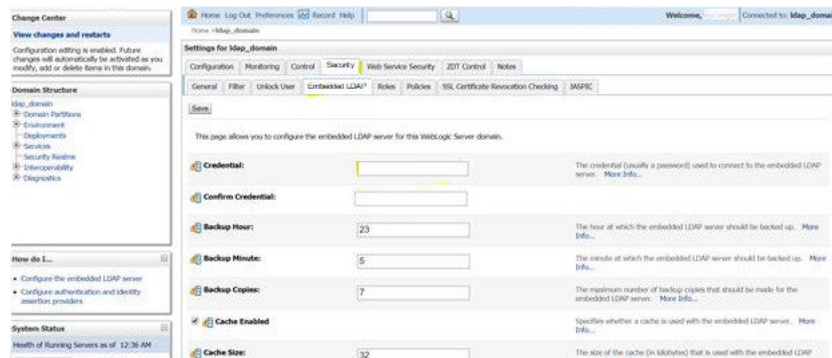 Change Center
View changes and restarts
Configuration editing is enabled. Future
changes will automatically be activated as you
modify, add or delete items in this domain.
Domain Structure
ldap_domain
Domain Partitions
Environment
Deployments
Services
Security Realms
Interoperability
Diagnostics
How do I...
Configure the embedded LDAP server
Configure authentication and identity
assertion providers
System Status
Health of Running Servers as of 12:36 AM
Home Log Out Preferences Record Help
Welcome,
Connected to: ldap_domai
Home >ldap_domain
Settings for ldap_domain
Configuration Monitoring Control Security Web Service Security ZDT Control Notes
General Filter Unlock User Embedded LDAP Roles Policies SSL Certificate Revocation Checking JASPIC
Save
This page allows you to configure the embedded LDAP server for this WebLogic Server domain.
Credential:
The credential (usually a password) used to connect to the embedded LDAP
server. More Info...
Confirm Credential:
Backup Hour:
23
The hour at which the embedded LDAP server should be backed up. More
Info...
Backup Minute:
5
The minute at which the embedded LDAP server should be backed up. More
Info...
Backup Copies:
7
The maximum number of backup copies that should be made for the
embedded LDAP server. More Info...
Cache Enabled
Specifies whether a cache is used with the embedded LDAP server. More
Info...
Cache Size:
32
The size of the cache (in kilobytes) that is used with the embedded LDAP